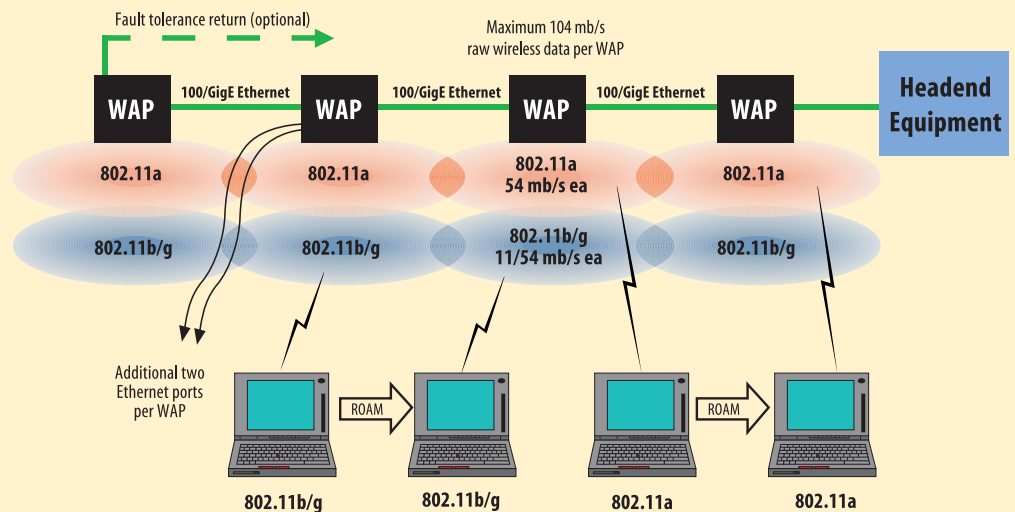 Fault tolerance return (optional)
Maximum 104 mb/s
raw wireless data per WAP
WAP
100/GigE Ethernet
WAP
100/GigE Ethernet
WAP
100/GigE Ethernet
WAP
Headend
Equipment
802.11a
802.11a
802.11a
54 mb/s ea
802.11a
802.11b/g
802.11b/g
802.11b/g
11/54 mb/s ea
802.11b/g
Additional two
Ethernet ports
per WAP
ROAM
ROAM
802.11b/g
802.11b/g
802.11a
802.11a